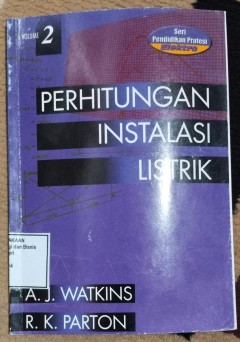 VOLUME 2
Seri
Pendidikan Profesi
Elektro
PERHITUNGAN
INSTALASI
LISTRIK
A. J. WATKINS
R. K. PARTON